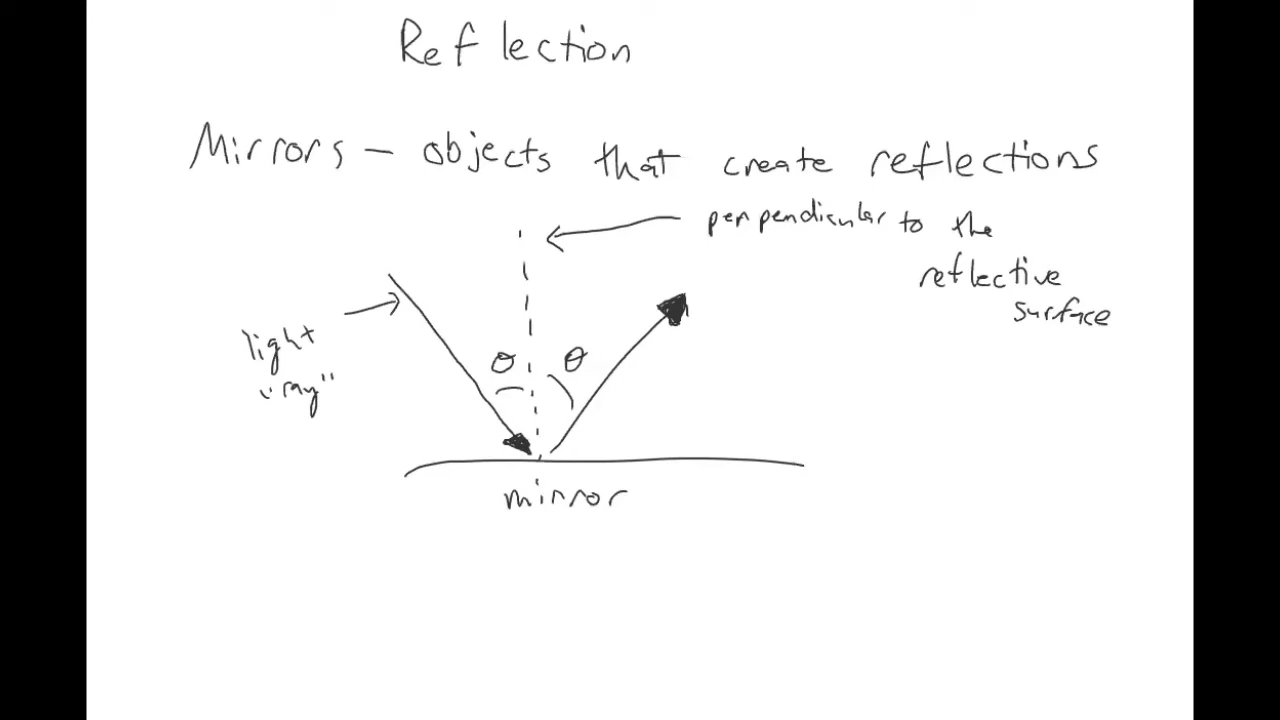 Reflection
Mirrors - objects that create reflections
perpendicular to the
reflective
surface
light
"ray"
θ θ
mirror